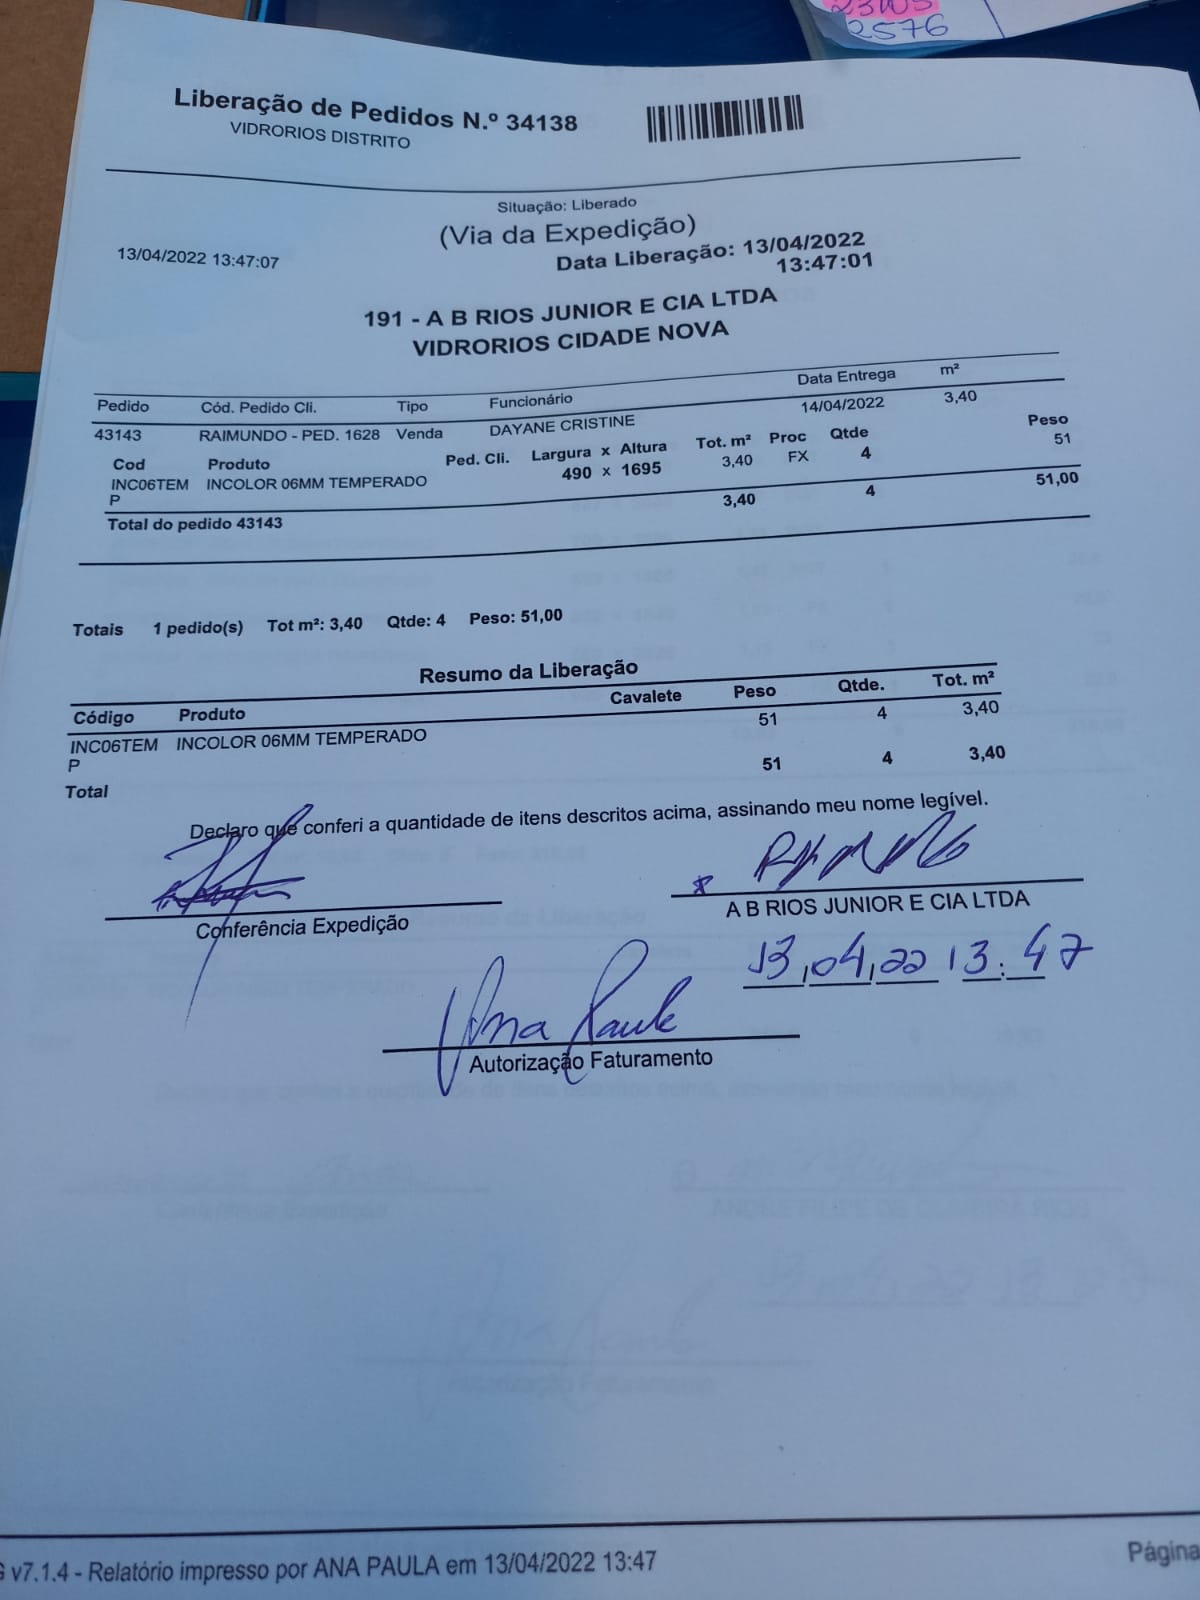 23105
2576
Liberação de Pedidos N.º 34138
VIDRORIOS DISTRITO
Situação: Liberado
(Via da Expedição)
13/04/2022 13:47:07
Data Liberação: 13/04/2022
13:47:01
191 - A B RIOS JUNIOR E CIA LTDA
VIDRORIOS CIDADE NOVA
Pedido Cód. Pedido Cli. Tipo Funcionário Data Entrega m²
43143 RAIMUNDO - PED. 1628 Venda DAYANE CRISTINE 14/04/2022 3,40
Cod Produto Ped. Cli. Largura x Altura Tot. m² Proc Qtde Peso
INC06TEM INCOLOR 06MM TEMPERADO 490 x 1695 3,40 FX 4 51
P
Total do pedido 43143 3,40 4 51,00
Totais 1 pedido(s) Tot m²: 3,40 Qtde: 4 Peso: 51,00
Resumo da Liberação
Código Produto Cavalete Peso Qtde. Tot. m²
INC06TEM INCOLOR 06MM TEMPERADO 51 4 3,40
P
Total 51 4 3,40
Declaro que conferi a quantidade de itens descritos acima, assinando meu nome legível.
Conferência Expedição
A B RIOS JUNIOR E CIA LTDA
13,04,22 13:47
Ana Paula
Autorização Faturamento
v7.1.4 - Relatório impresso por ANA PAULA em 13/04/2022 13:47
Página